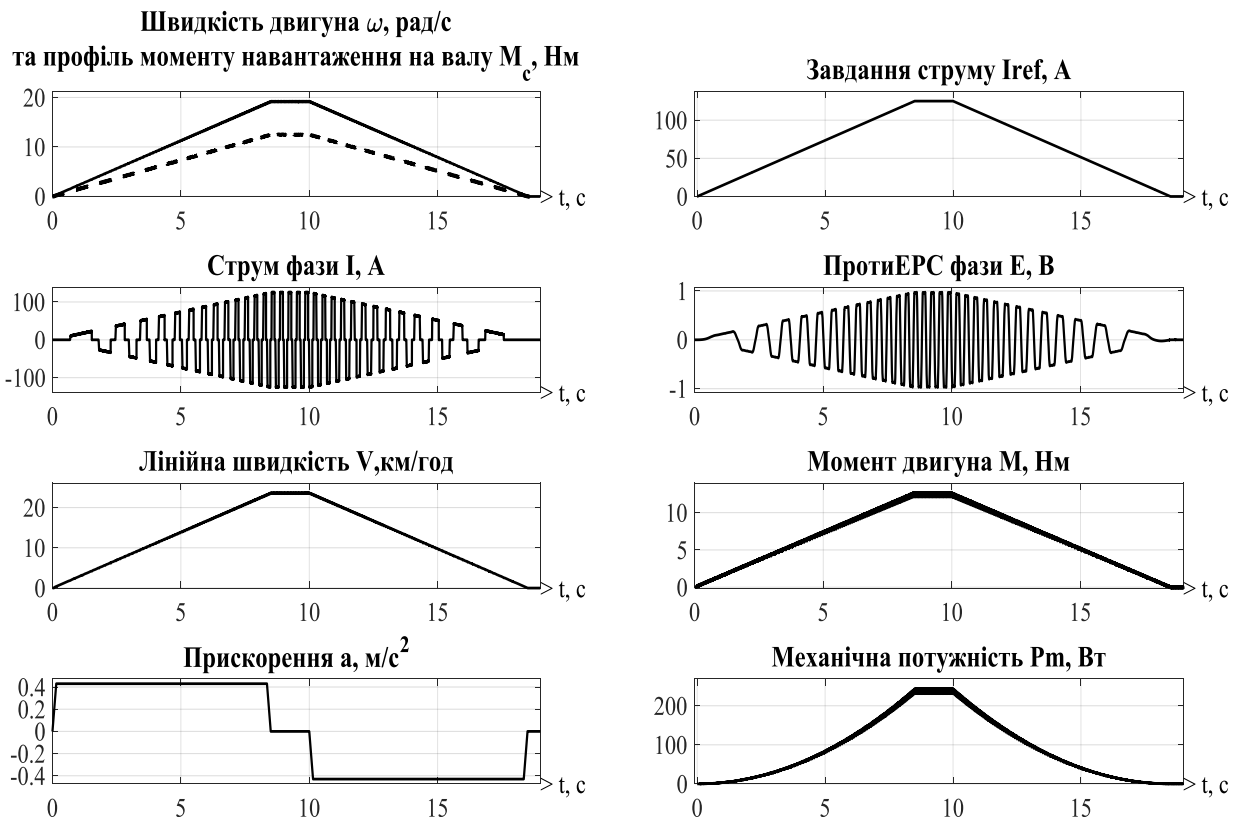 Швидкість двигуна ω, рад/с
та профіль моменту навантаження на валу M_c, Нм
20
10
0
0 5 10 15 t, с
Завдання струму Iref, А
100
50
0
0 5 10 15 t, с
Струм фази I, А
100
0
-100
0 5 10 15 t, с
ПротиЕРС фази E, В
1
0
-1
0 5 10 15 t, с
Лінійна швидкість V,км/год
20
10
0
0 5 10 15 t, с
Момент двигуна М, Нм
10
5
0
0 5 10 15 t, с
Прискорення а, м/с²
0.4
0.2
0
-0.2
-0.4
0 5 10 15 t, с
Механічна потужність Pm, Вт
200
100
0
0 5 10 15 t, с